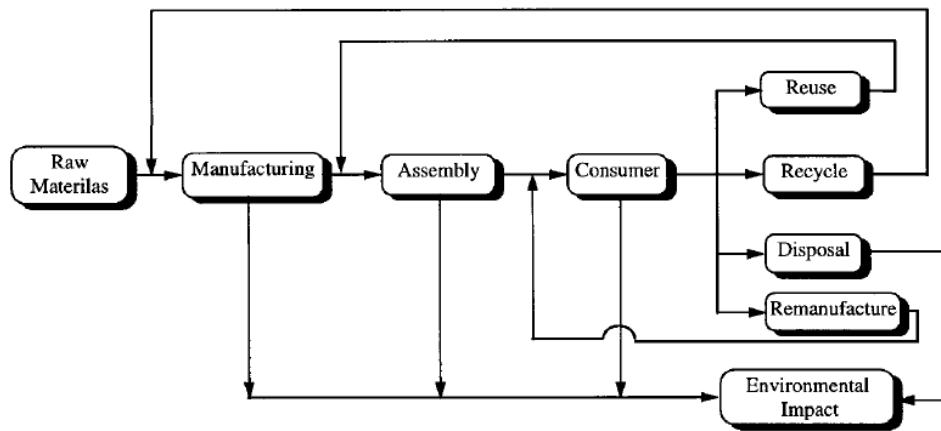 Reuse
Raw
Materilas
Manufacturing
Assembly
Consumer
Recycle
Disposal
Remanufacture
Environmental
Impact